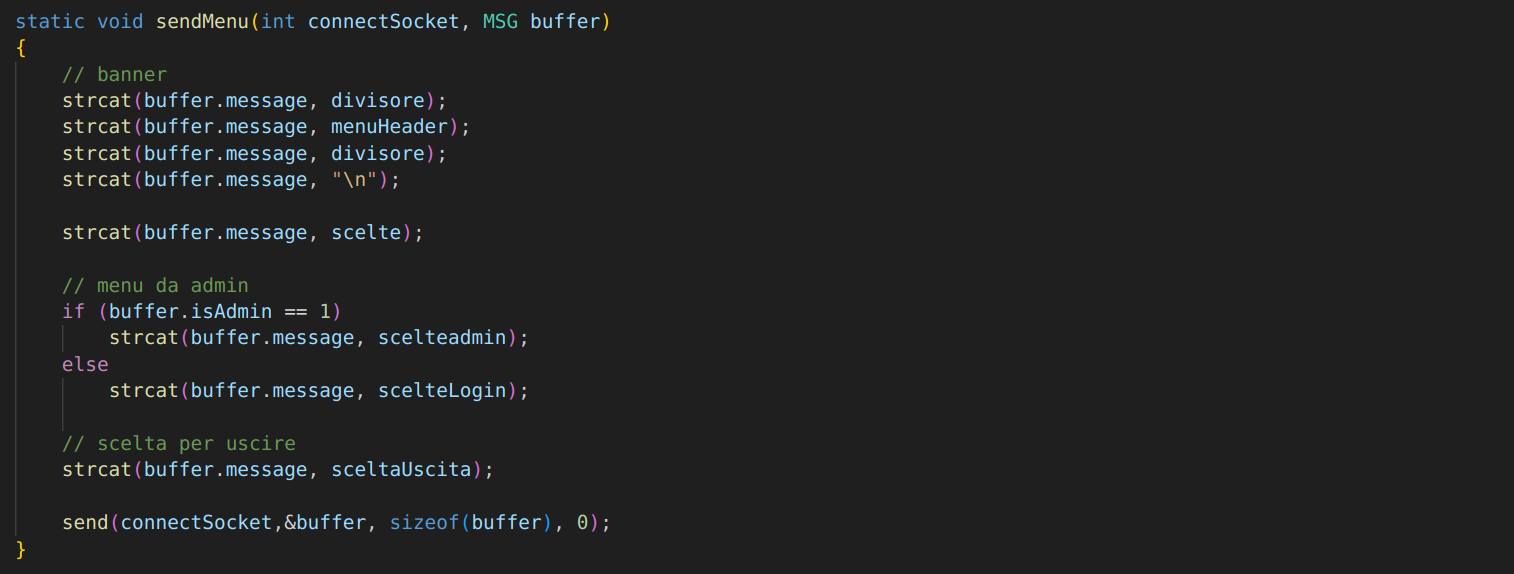 static void sendMenu(int connectSocket, MSG buffer)
{
    // banner
    strcat(buffer.message, divisore);
    strcat(buffer.message, menuHeader);
    strcat(buffer.message, divisore);
    strcat(buffer.message, "\n");

    strcat(buffer.message, scelte);

    // menu da admin
    if (buffer.isAdmin == 1)
        strcat(buffer.message, scelteadmin);
    else
        strcat(buffer.message, scelteLogin);

    // scelta per uscire
    strcat(buffer.message, sceltaUscita);

    send(connectSocket,&buffer, sizeof(buffer), 0);
}